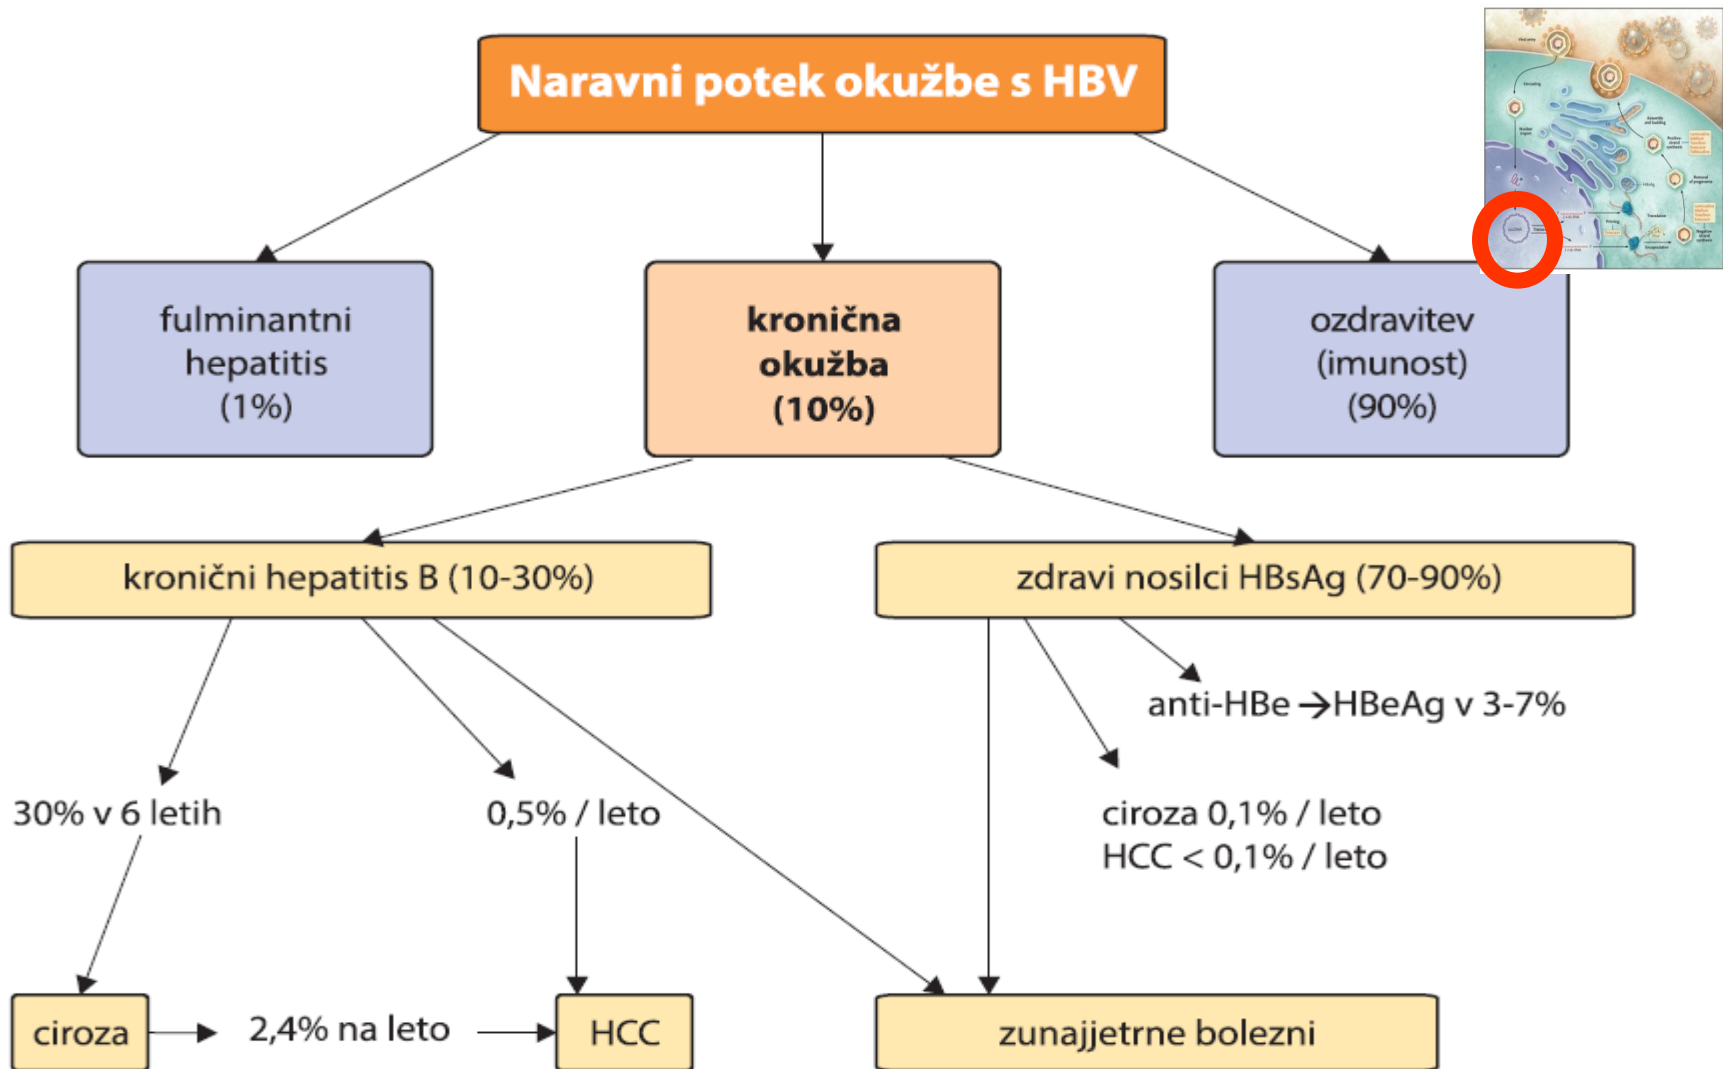 Naravni potek okužbe s HBV
fulminantni
hepatitis
(1%)
kronična
okužba
(10%)
ozdravitev
(imunost)
(90%)
kronični hepatitis B (10-30%)
zdravi nosilci HBsAg (70-90%)
anti-HBe →HBeAg v 3-7%
30% v 6 letih
0,5% / leto
ciroza 0,1% / leto
HCC < 0,1% / leto
ciroza
2,4% na leto
HCC
zunajjetrne bolezni